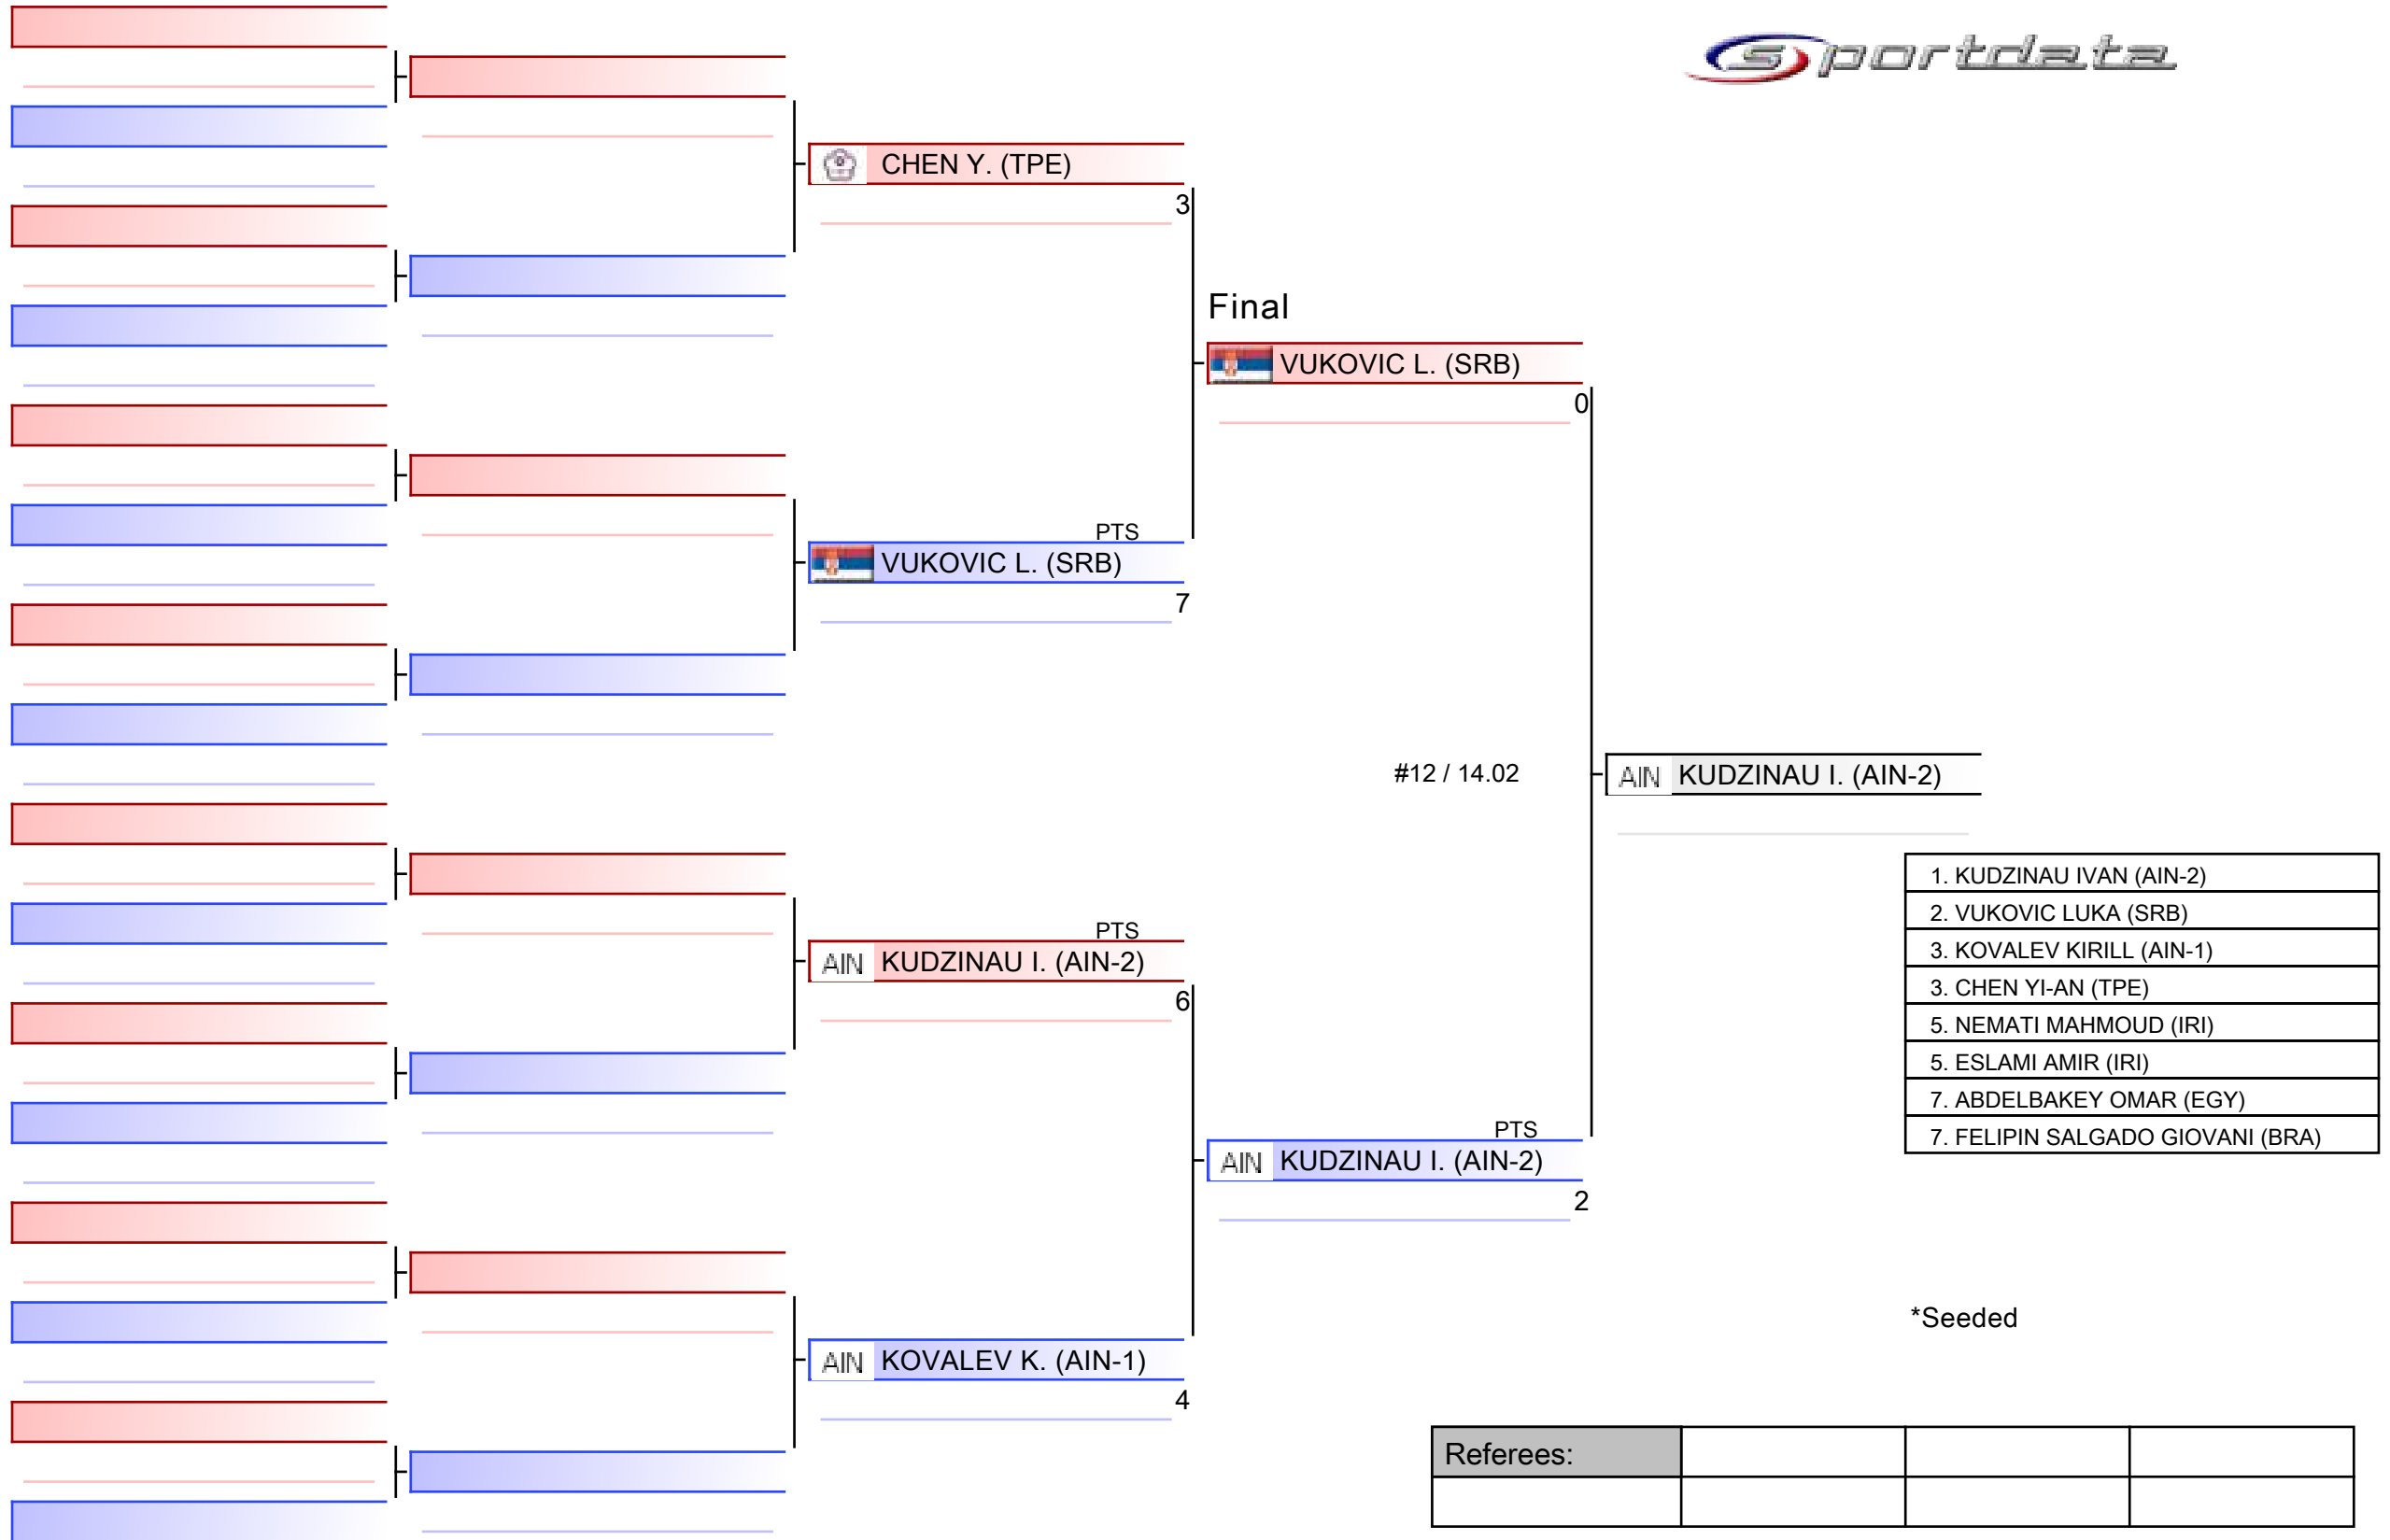 sportdata
CHEN Y. (TPE)
3
Final
VUKOVIC L. (SRB)
0
PTS
VUKOVIC L. (SRB)
7
#12 / 14.02
AIN KUDZINAU I. (AIN-2)
1. KUDZINAU IVAN (AIN-2)
2. VUKOVIC LUKA (SRB)
3. KOVALEV KIRILL (AIN-1)
3. CHEN YI-AN (TPE)
5. NEMATI MAHMOUD (IRI)
5. ESLAMI AMIR (IRI)
7. ABDELBAKEY OMAR (EGY)
7. FELIPIN SALGADO GIOVANI (BRA)
PTS
AIN KUDZINAU I. (AIN-2)
6
PTS
AIN KUDZINAU I. (AIN-2)
2
*Seeded
AIN KOVALEV K. (AIN-1)
4
Referees: